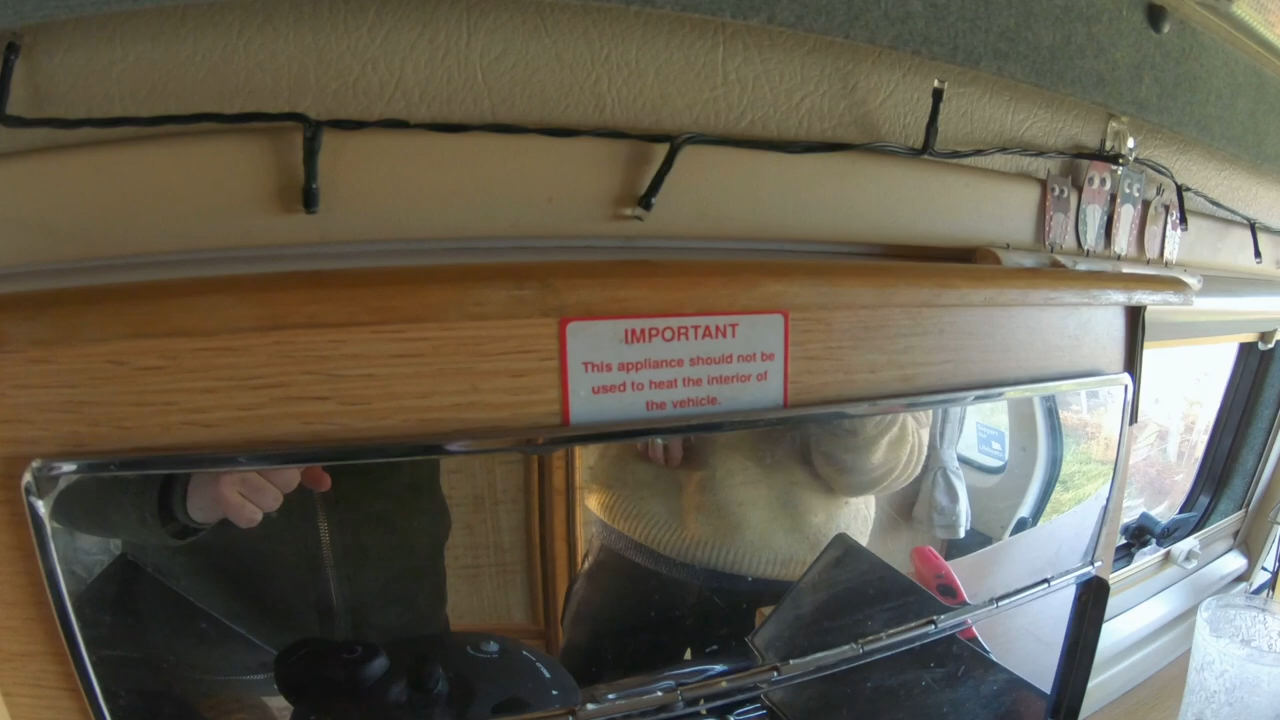 IMPORTANT
This appliance should not be
used to heat the interior of
the vehicle.